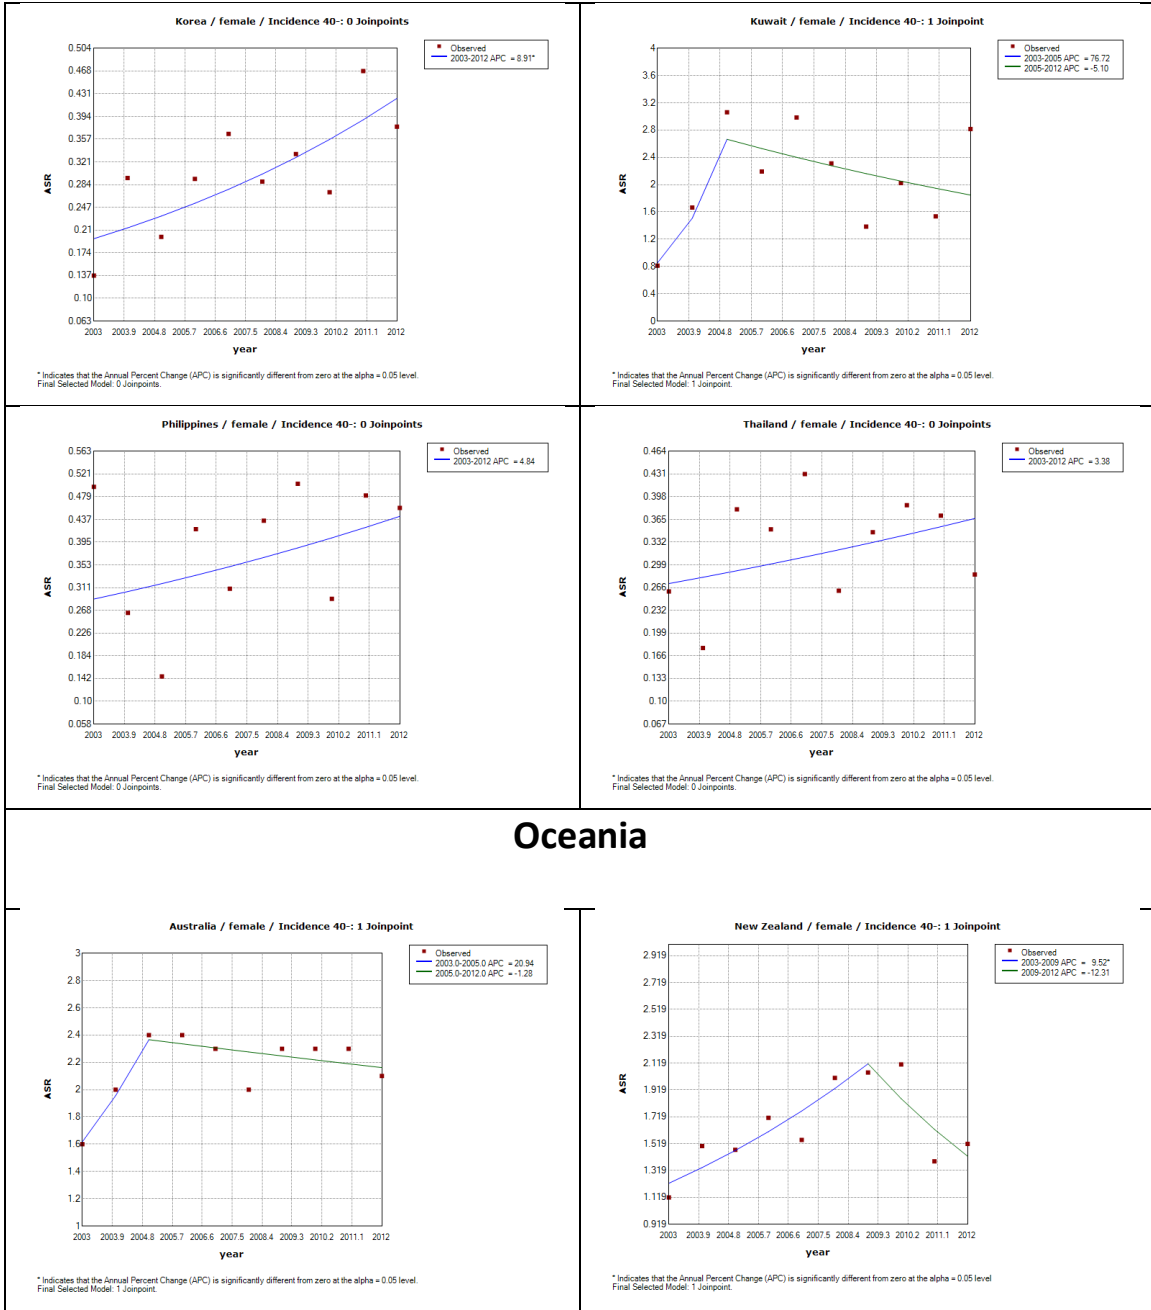 Korea / female / Incidence 40-: 0 Joinpoints
0.504
0.468
0.431
0.394
0.357
0.321
0.284
0.247
0.21
0.174
0.137
0.10
0.063
ASR
2003 2003.9 2004.8 2005.7 2006.6 2007.5 2008.4 2009.3 2010.2 2011.1 2012
year
Observed
2003-2012 APC = 8.91*
* Indicates that the Annual Percent Change (APC) is significantly different from zero at the alpha = 0.05 level.
Final Selected Model: 0 Joinpoints.
Kuwait / female / Incidence 40-: 1 Joinpoint
4
3.6
3.2
2.8
2.4
2
1.6
1.2
0.8
0.4
0
ASR
2003 2003.9 2004.8 2005.7 2006.6 2007.5 2008.4 2009.3 2010.2 2011.1 2012
year
Observed
2003-2005 APC = 76.72
2005-2012 APC = -5.10
* Indicates that the Annual Percent Change (APC) is significantly different from zero at the alpha = 0.05 level.
Final Selected Model: 1 Joinpoint.
Philippines / female / Incidence 40-: 0 Joinpoints
0.563
0.521
0.479
0.437
0.395
0.353
0.311
0.268
0.226
0.184
0.142
0.10
0.058
ASR
2003 2003.9 2004.8 2005.7 2006.6 2007.5 2008.4 2009.3 2010.2 2011.1 2012
year
Observed
2003-2012 APC = 4.84
* Indicates that the Annual Percent Change (APC) is significantly different from zero at the alpha = 0.05 level.
Final Selected Model: 0 Joinpoints.
Thailand / female / Incidence 40-: 0 Joinpoints
0.464
0.431
0.398
0.365
0.332
0.299
0.266
0.232
0.199
0.166
0.133
0.10
0.067
ASR
2003 2003.9 2004.8 2005.7 2006.6 2007.5 2008.4 2009.3 2010.2 2011.1 2012
year
Observed
2003-2012 APC = 3.38
* Indicates that the Annual Percent Change (APC) is significantly different from zero at the alpha = 0.05 level.
Final Selected Model: 0 Joinpoints.
Oceania
Australia / female / Incidence 40-: 1 Joinpoint
3
2.8
2.6
2.4
2.2
2
1.8
1.6
1.4
1.2
1
ASR
2003 2003.9 2004.8 2005.7 2006.6 2007.5 2008.4 2009.3 2010.2 2011.1 2012
year
Observed
2003.0-2005.0 APC = 20.94
2005.0-2012.0 APC = -1.28
* Indicates that the Annual Percent Change (APC) is significantly different from zero at the alpha = 0.05 level.
Final Selected Model: 1 Joinpoint.
New Zealand / female / Incidence 40-: 1 Joinpoint
2.919
2.719
2.519
2.319
2.119
1.919
1.719
1.519
1.319
1.119
0.919
ASR
2003 2003.9 2004.8 2005.7 2006.6 2007.5 2008.4 2009.3 2010.2 2011.1 2012
year
Observed
2003-2009 APC = 9.52*
2009-2012 APC = -12.31
* Indicates that the Annual Percent Change (APC) is significantly different from zero at the alpha = 0.05 level
Final Selected Model: 1 Joinpoint.